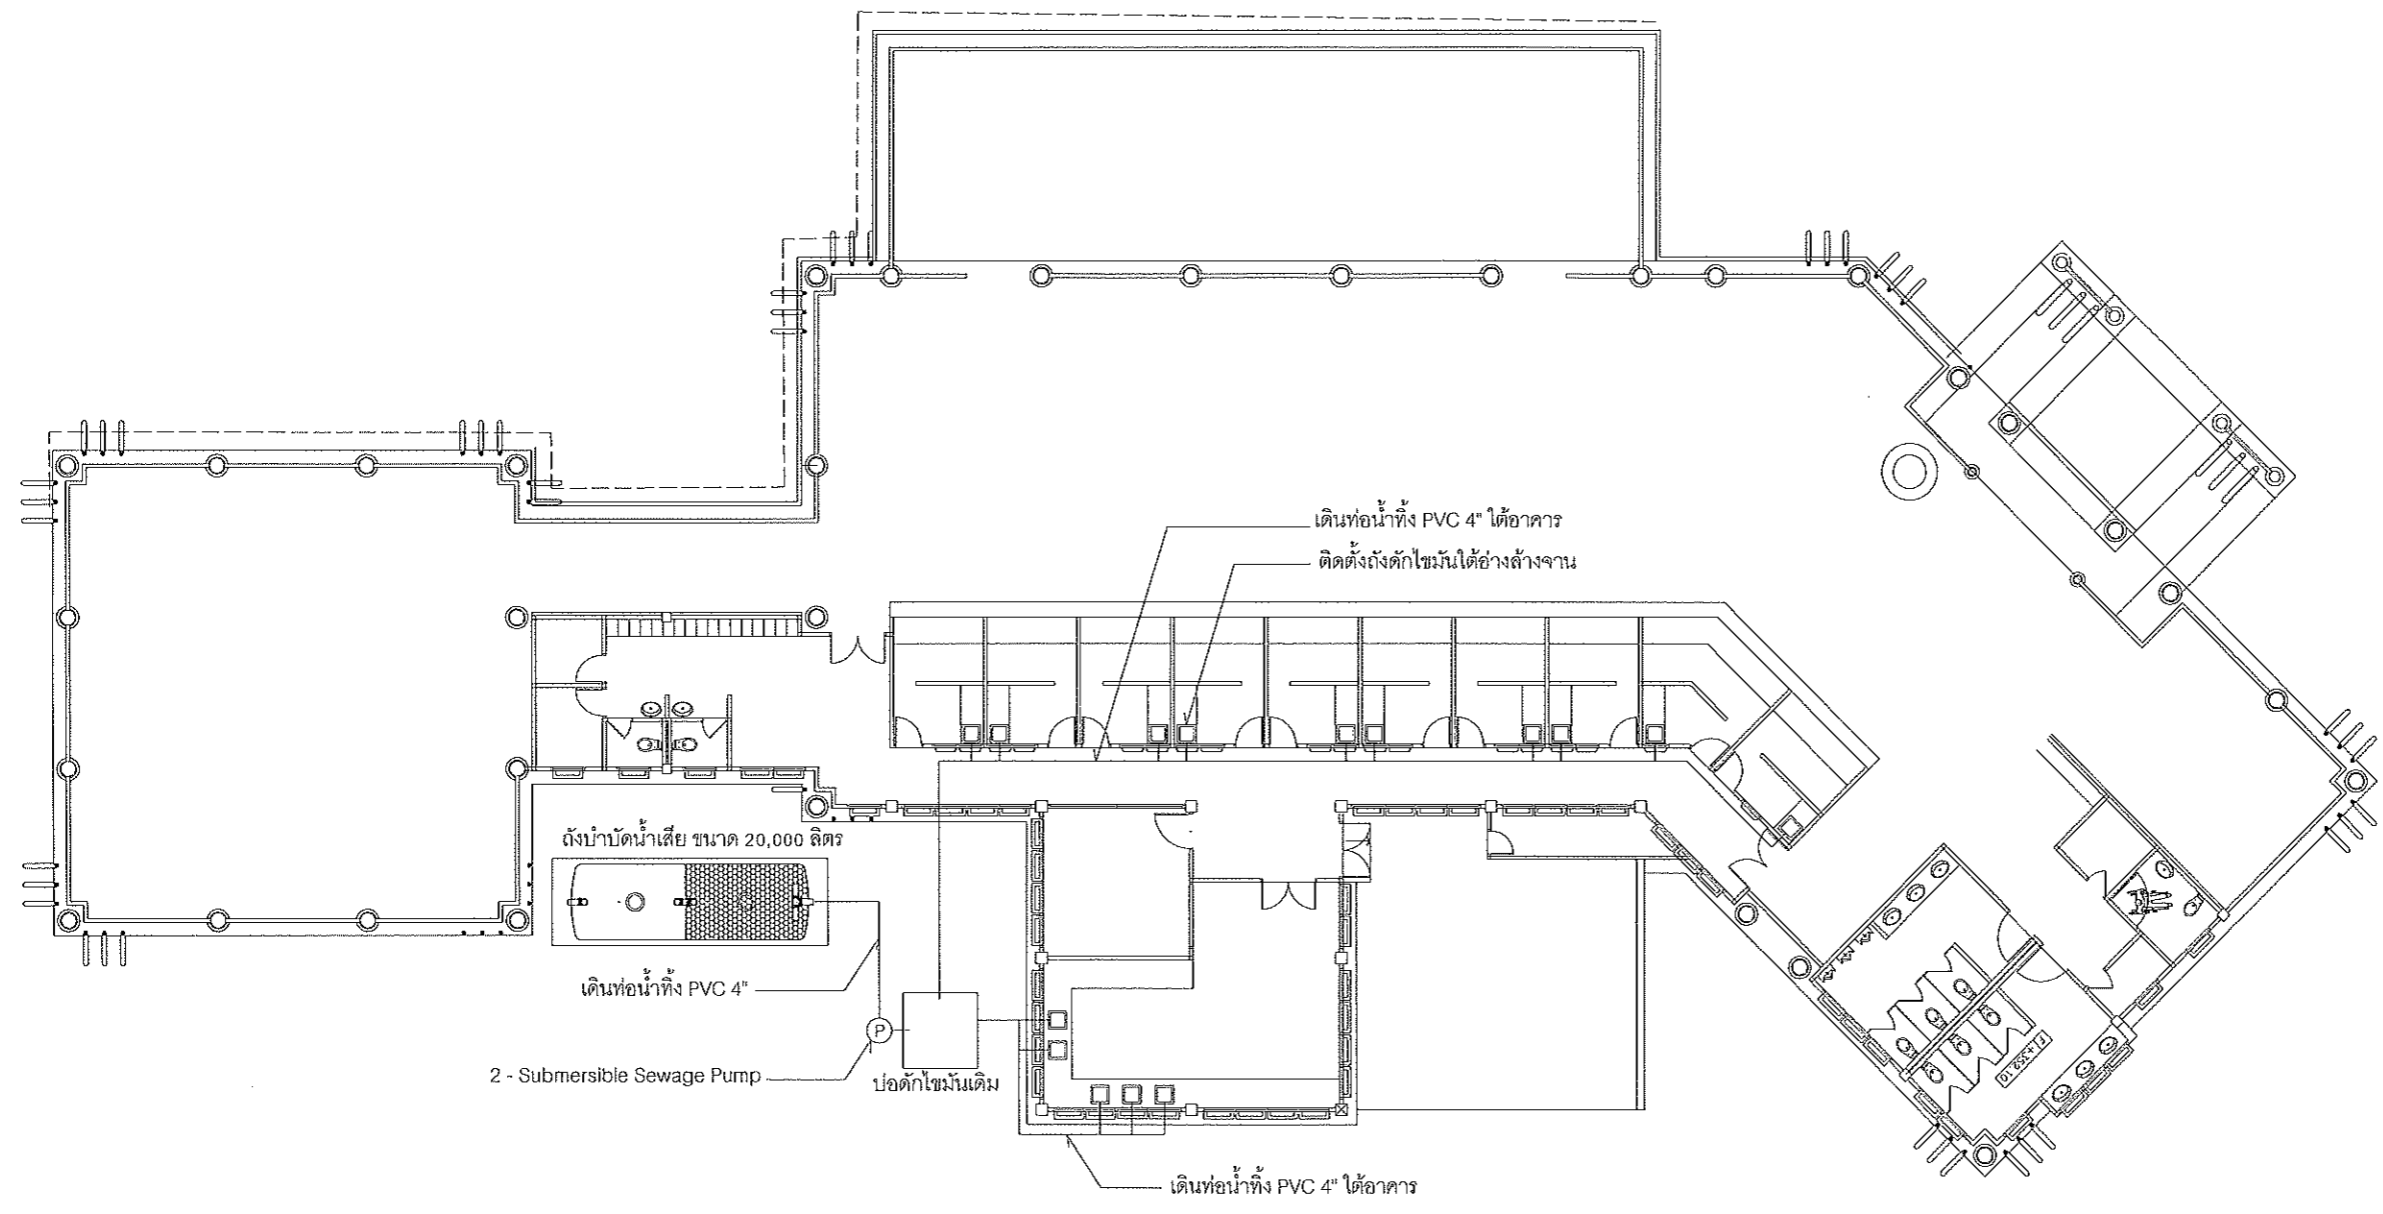 เดินท่อน้ำทิ้ง PVC 4" ใต้อาคาร
ติดตั้งถังดักไขมันใต้อ่างล้างจาน
ถังบำบัดน้ำเสีย ขนาด 20,000 ลิตร
เดินท่อน้ำทิ้ง PVC 4"
P
2 - Submersible Sewage Pump
บ่อดักไขมันเดิม
FL+352.10
เดินท่อน้ำทิ้ง PVC 4" ใต้อาคาร